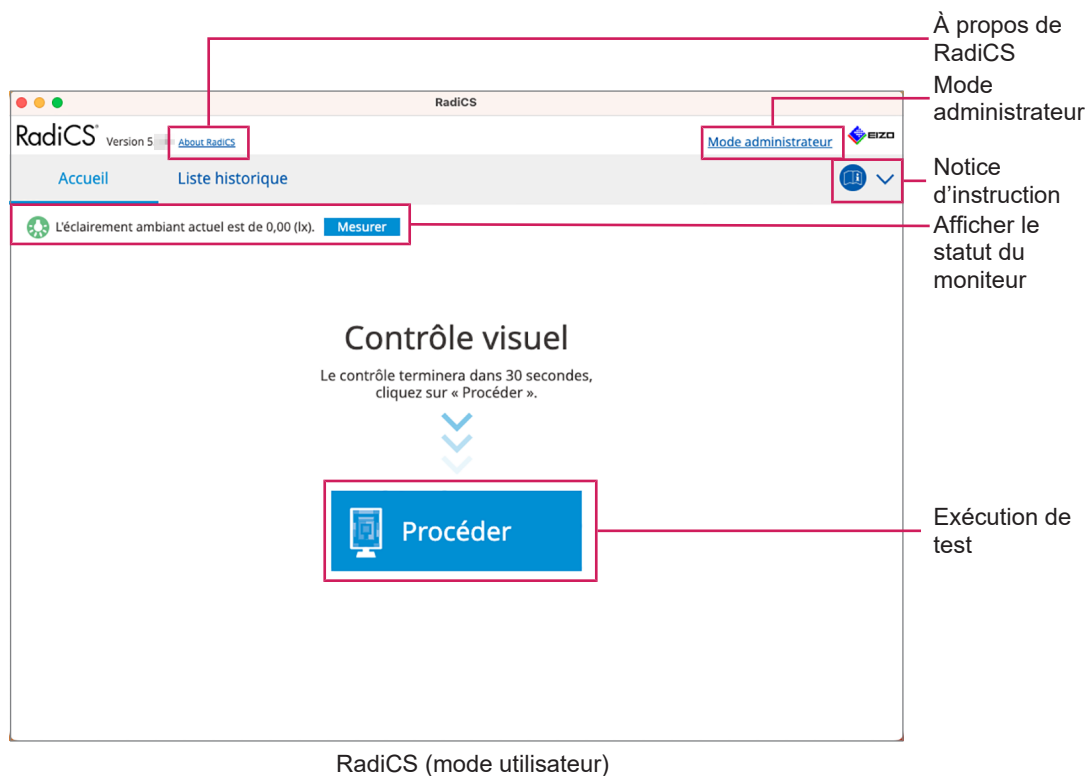 À propos de
RadiCS
Mode
administrateur
RadiCS
RadiCS® Version 5 About RadiCS
Mode administrateur
EIZO
Notice
d’instruction
Accueil
Liste historique
Afficher le
statut du
moniteur
L'éclairement ambiant actuel est de 0,00 (lx).
Mesurer
Contrôle visuel
Le contrôle terminera dans 30 secondes,
cliquez sur « Procéder ».
Procéder
Exécution de
test
RadiCS (mode utilisateur)